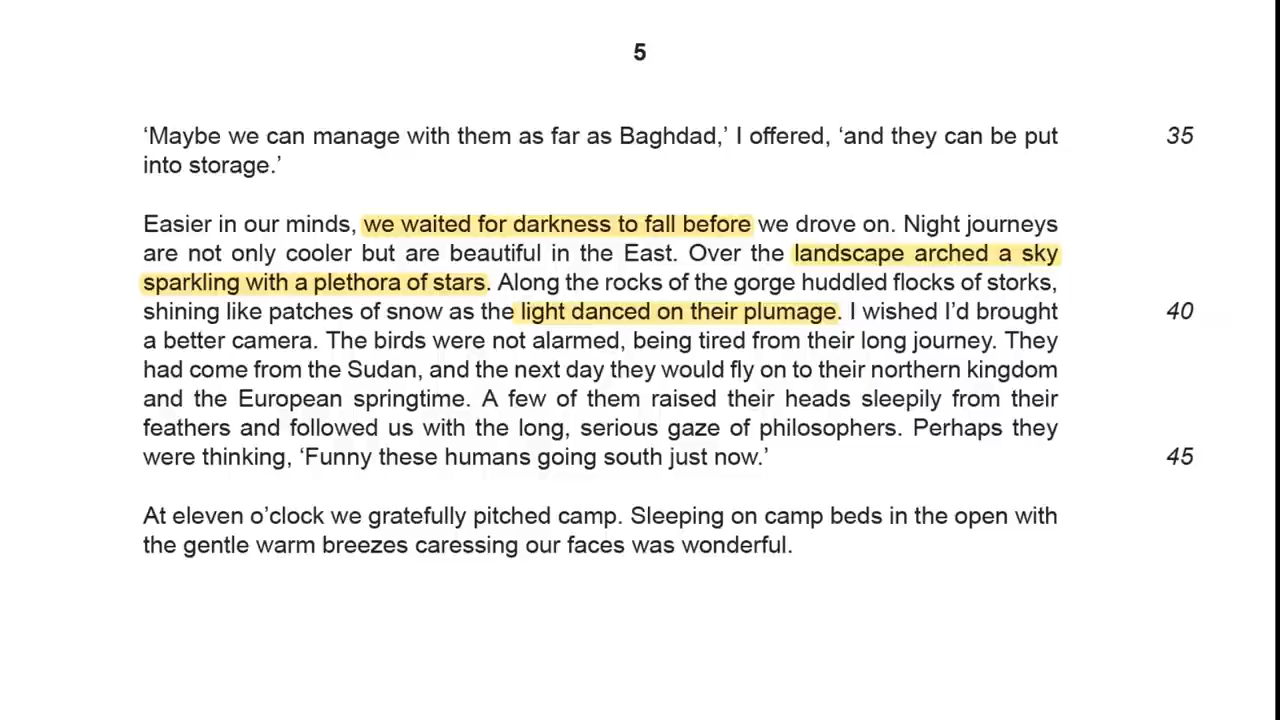 5
‘Maybe we can manage with them as far as Baghdad,’ I offered, ‘and they can be put 35
into storage.’
Easier in our minds, we waited for darkness to fall before we drove on. Night journeys
are not only cooler but are beautiful in the East. Over the landscape arched a sky
sparkling with a plethora of stars. Along the rocks of the gorge huddled flocks of storks,
shining like patches of snow as the light danced on their plumage. I wished I’d brought 40
a better camera. The birds were not alarmed, being tired from their long journey. They
had come from the Sudan, and the next day they would fly on to their northern kingdom
and the European springtime. A few of them raised their heads sleepily from their
feathers and followed us with the long, serious gaze of philosophers. Perhaps they
were thinking, ‘Funny these humans going south just now.’ 45
At eleven o’clock we gratefully pitched camp. Sleeping on camp beds in the open with
the gentle warm breezes caressing our faces was wonderful.